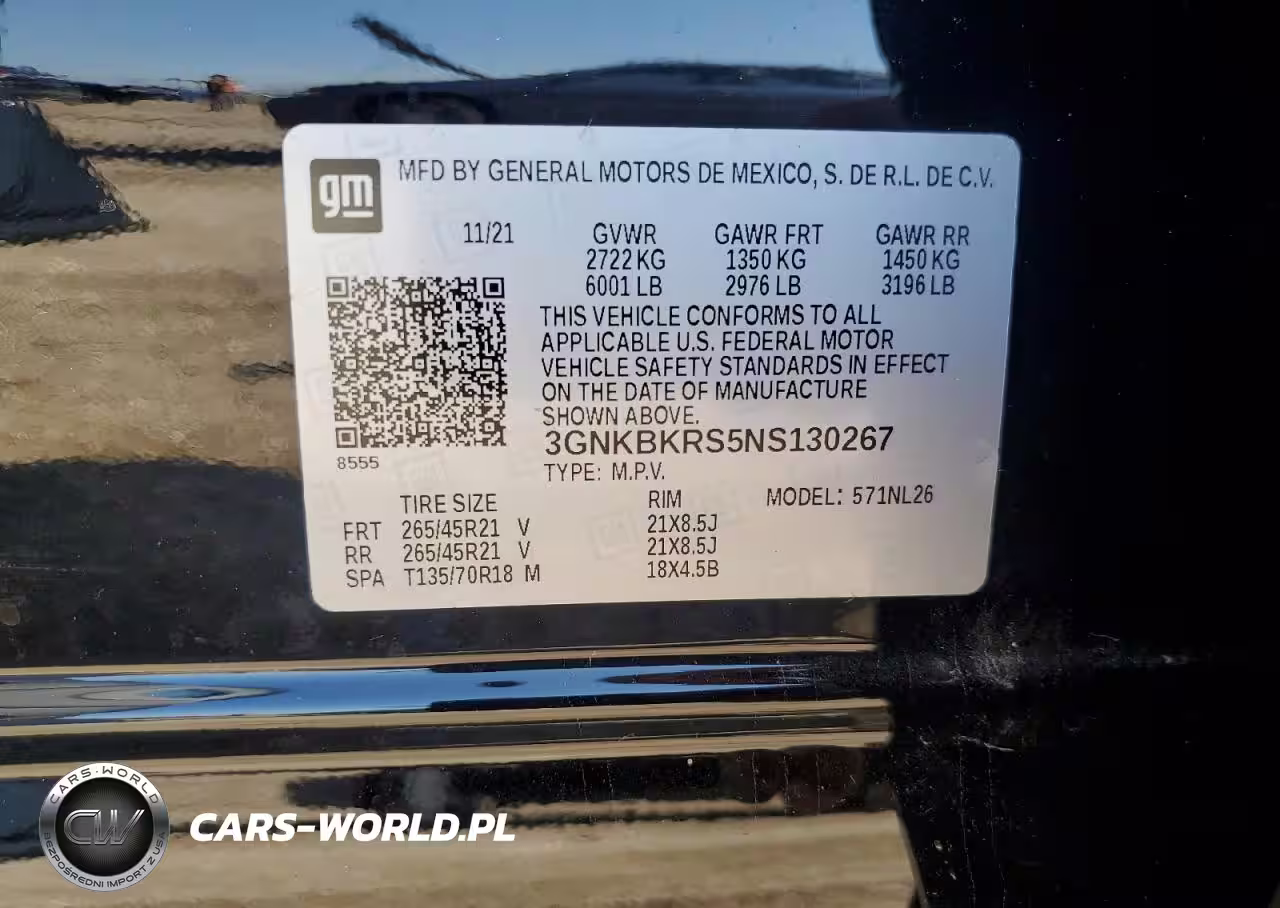 gm
MFD BY GENERAL MOTORS DE MEXICO, S. DE R.L. DE C.V.
11/21 GVWR GAWR FRT GAWR RR
2722 KG 1350 KG 1450 KG
6001 LB 2976 LB 3196 LB
THIS VEHICLE CONFORMS TO ALL
APPLICABLE U.S. FEDERAL MOTOR
VEHICLE SAFETY STANDARDS IN EFFECT
ON THE DATE OF MANUFACTURE
SHOWN ABOVE.
3GNKBKRS5NS130267
8555
TYPE: M.P.V.
TIRE SIZE RIM MODEL: 571NL26
FRT 265/45R21 V 21X8.5J
RR 265/45R21 V 21X8.5J
SPA T135/70R18 M 18X4.5B
CARS-WORLD
CW
BEZPOŚREDNI IMPORT Z USA
CARS-WORLD.PL